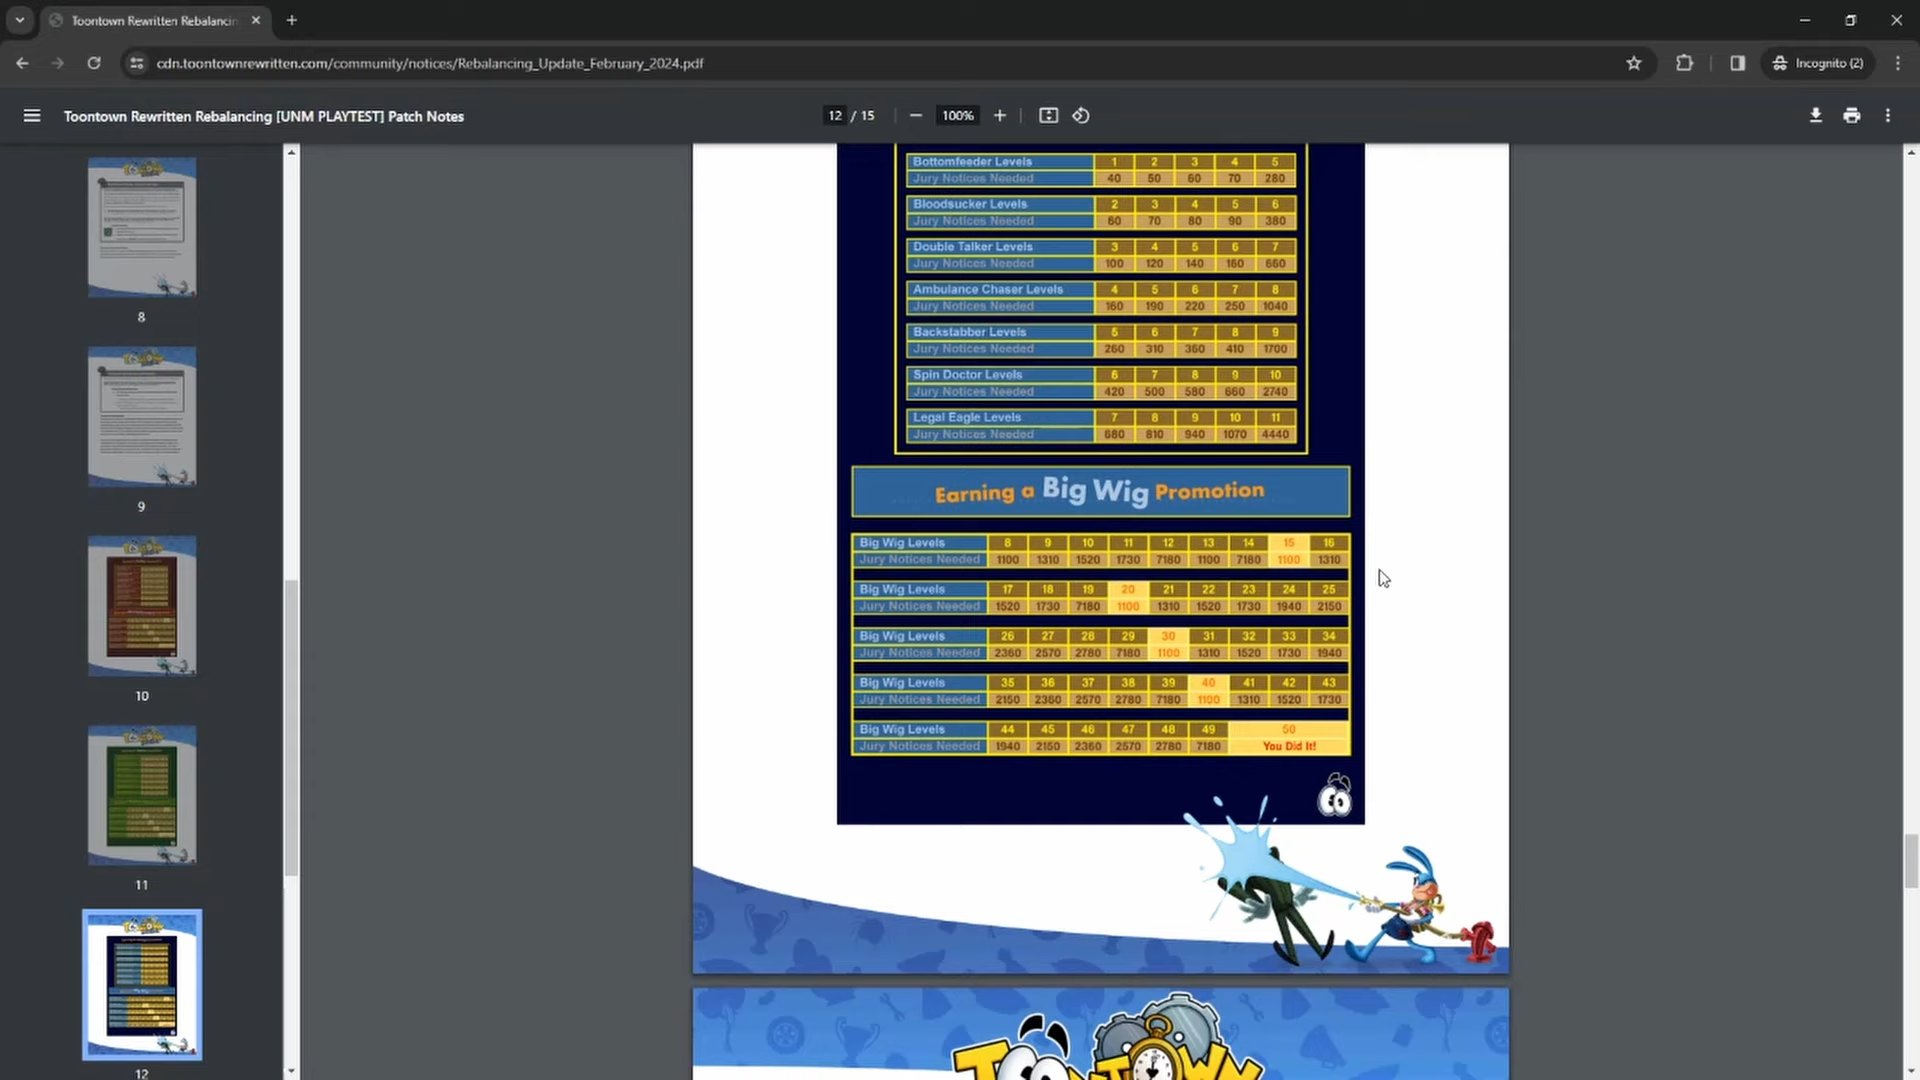 Toontown Rewritten Rebalancin
cdn.toontownrewritten.com/community/notices/Rebalancing_Update_February_2024.pdf
Incognito (2)
Toontown Rewritten Rebalancing [UNM PLAYTEST] Patch Notes
12 / 15
100%
8
9
10
11
12
Bottomfeeder Levels 1 2 3 4 5
Jury Notices Needed 40 50 60 70 280
Bloodsucker Levels 2 3 4 5 6
Jury Notices Needed 60 70 80 90 380
Double Talker Levels 3 4 5 6 7
Jury Notices Needed 100 120 140 160 660
Ambulance Chaser Levels 4 5 6 7 8
Jury Notices Needed 160 190 220 250 1040
Backstabber Levels 5 6 7 8 9
Jury Notices Needed 260 310 360 410 1700
Spin Doctor Levels 6 7 8 9 10
Jury Notices Needed 420 500 580 660 2740
Legal Eagle Levels 7 8 9 10 11
Jury Notices Needed 680 810 940 1070 4440
Earning a Big Wig Promotion
Big Wig Levels 8 9 10 11 12 13 14 15 16
Jury Notices Needed 1100 1310 1520 1730 7180 1100 7180 1100 1310
Big Wig Levels 17 18 19 20 21 22 23 24 25
Jury Notices Needed 1520 1730 7180 1100 1310 1520 1730 1940 2150
Big Wig Levels 26 27 28 29 30 31 32 33 34
Jury Notices Needed 2360 2570 2780 7180 1100 1310 1520 1730 1940
Big Wig Levels 35 36 37 38 39 40 41 42 43
Jury Notices Needed 2150 2360 2570 2780 7180 1100 1310 1520 1730
Big Wig Levels 44 45 46 47 48 49 50
Jury Notices Needed 1940 2150 2360 2570 2780 7180 You Did It!
TOONTOWN